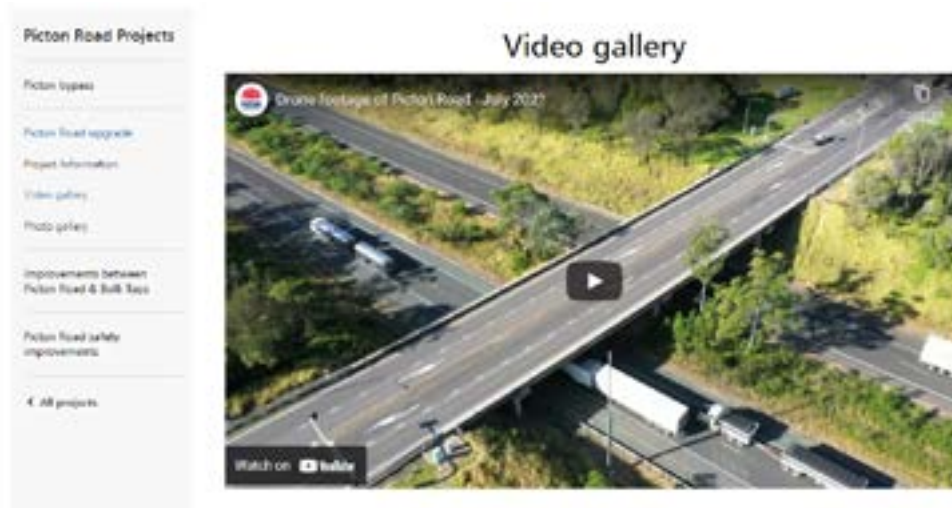 Picton Road Projects
Picton bypass
Picton Road upgrade
Project information
Video gallery
Photo gallery
Improvements between
Picton Road & Bulli Tops
Picton Road safety
improvements
All projects
Video gallery
Drone footage of Picton Road - July 202
Watch on YouTube